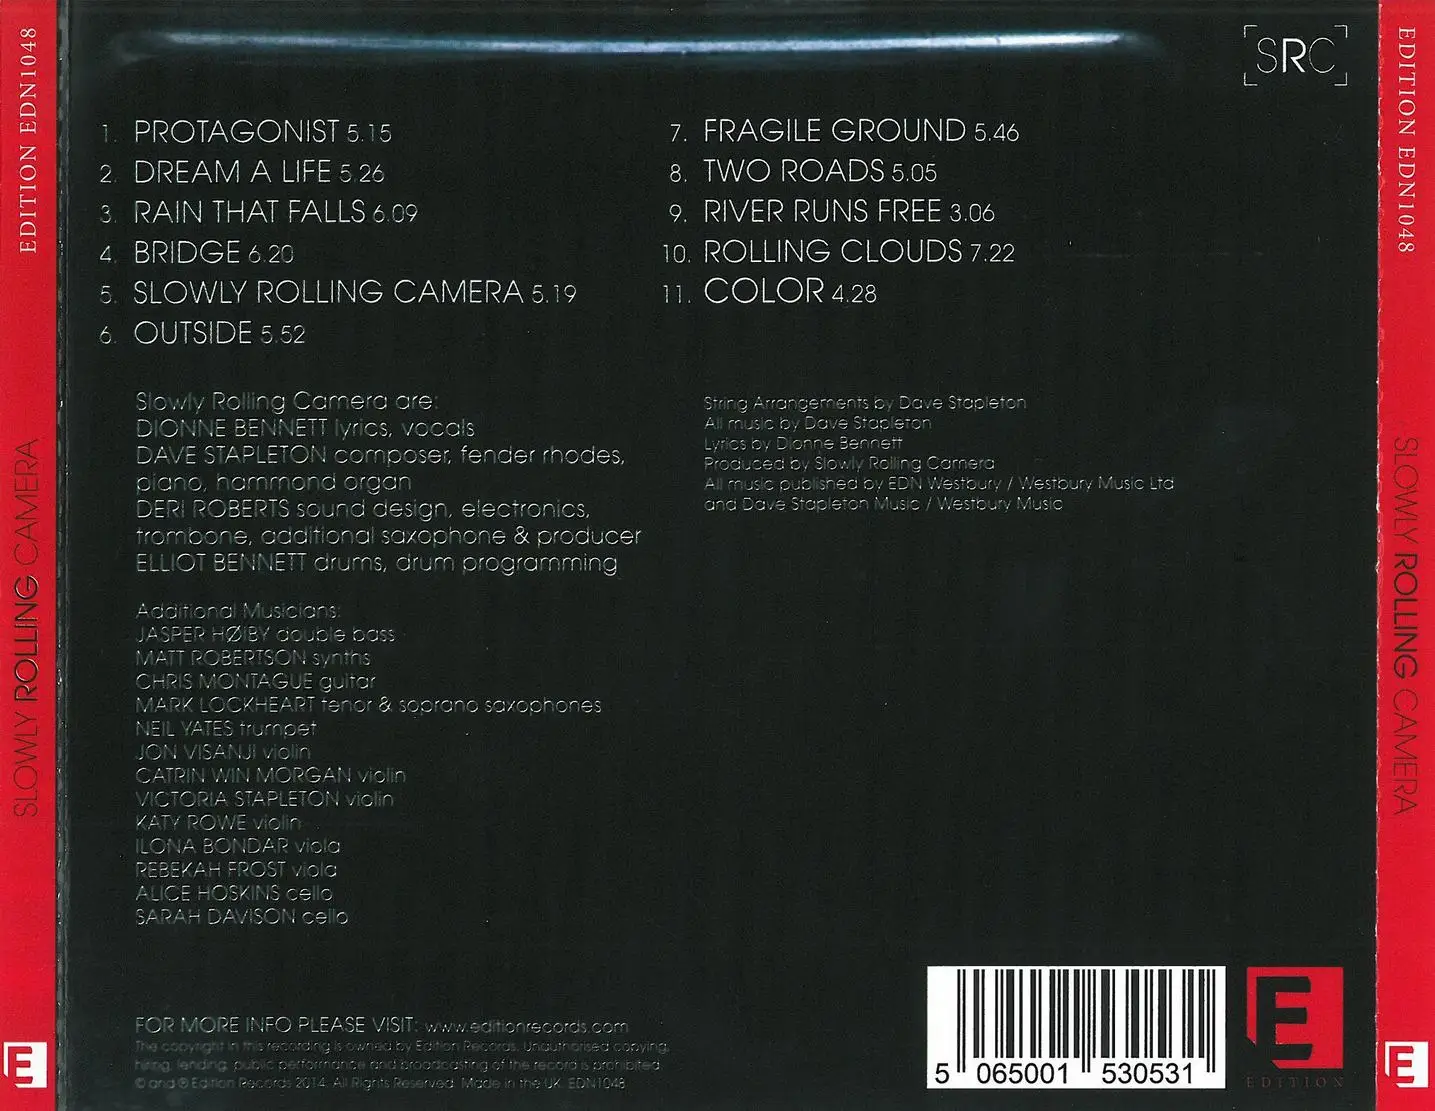 EDITION EDN1048
SLOWLY ROLLING CAMERA
E
[SRC]
1. PROTAGONIST 5.15
2. DREAM A LIFE 5.26
3. RAIN THAT FALLS 6.09
4. BRIDGE 6.20
5. SLOWLY ROLLING CAMERA 5.19
6. OUTSIDE 5.52
7. FRAGILE GROUND 5.46
8. TWO ROADS 5.05
9. RIVER RUNS FREE 3.06
10. ROLLING CLOUDS 7.22
11. COLOR 4.28
Slowly Rolling Camera are:
DIONNE BENNETT lyrics, vocals
DAVE STAPLETON composer, fender rhodes,
piano, hammond organ
DERI ROBERTS sound design, electronics,
trombone, additional saxophone & producer
ELLIOT BENNETT drums, drum programming
Additional Musicians:
JASPER HØIBY double bass
MATT ROBERTSON synths
CHRIS MONTAGUE guitar
MARK LOCKHEART tenor & soprano saxophones
NEIL YATES trumpet
JON VISANJI violin
CATRIN WIN MORGAN violin
VICTORIA STAPLETON violin
KATY ROWE violin
ILONA BONDAR viola
REBEKAH FROST viola
ALICE HOSKINS cello
SARAH DAVISON cello
String Arrangements by Dave Stapleton
All music by Dave Stapleton
Lyrics by Dionne Bennett
Produced by Slowly Rolling Camera
All music published by EDN Westbury / Westbury Music Ltd
and Dave Stapleton Music / Westbury Music
FOR MORE INFO PLEASE VISIT: www.editionrecords.com
The copyright in this recording is owned by Edition Records. Unauthorised copying,
hiring, lending, public performance and broadcasting of the record is prohibited.
© and ℗ Edition Records 2014. All Rights Reserved. Made in the UK. EDN1048
5 065001 530531
E
EDITION
EDITION EDN1048
SLOWLY ROLLING CAMERA
E